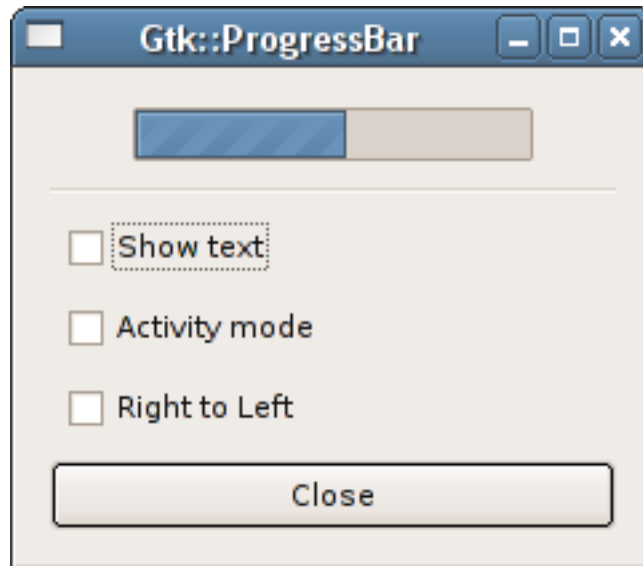 Gtk::ProgressBar
Show text
Activity mode
Right to Left
Close